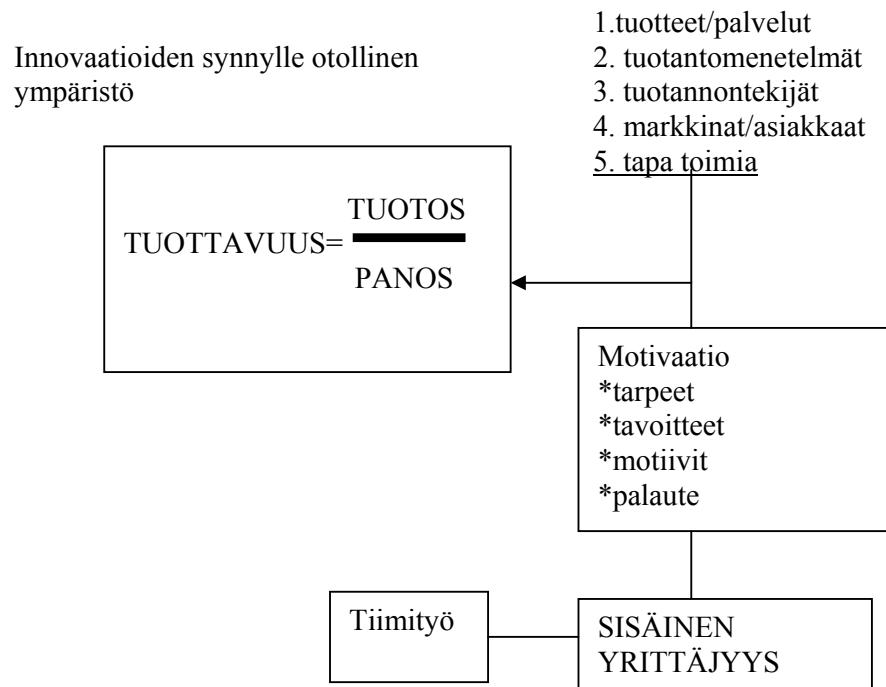 Innovaatioiden synnylle otollinen
ympäristö
1.tuotteet/palvelut
2. tuotantomenetelmät
3. tuotannontekijät
4. markkinat/asiakkaat
5. tapa toimia
TUOTOS
TUOTTAVUUS=
PANOS
Motivaatio
*tarpeet
*tavoitteet
*motiivit
*palaute
Tiimityö
SISÄINEN
YRITTÄJYYS